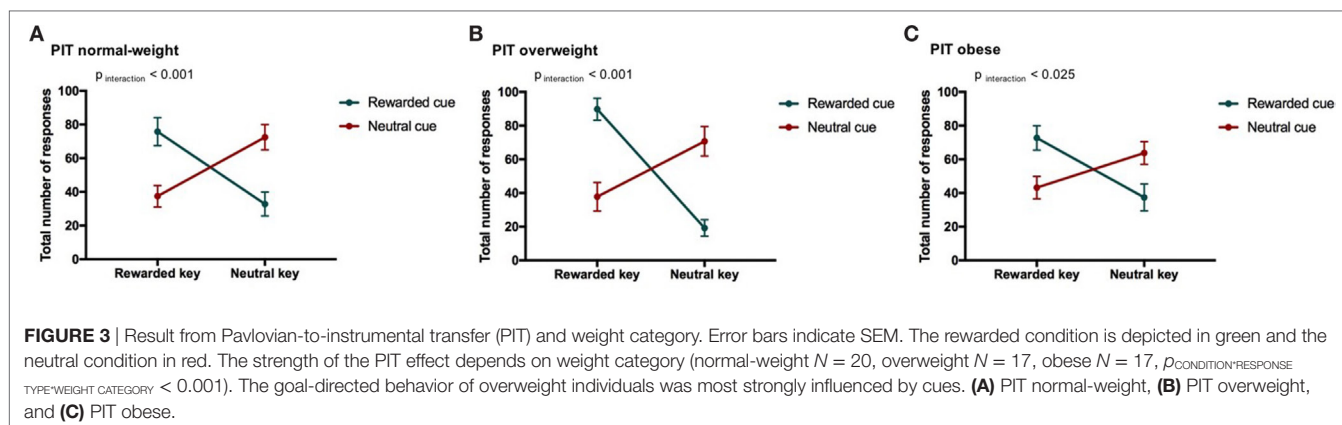 A
PIT normal-weight
p interaction < 0.001
Total number of responses
100
80
60
40
20
0
Rewarded key
Neutral key
Rewarded cue
Neutral cue
B
PIT overweight
p interaction < 0.001
Total number of responses
100
80
60
40
20
0
Rewarded key
Neutral key
Rewarded cue
Neutral cue
C
PIT obese
p interaction < 0.025
Total number of responses
100
80
60
40
20
0
Rewarded key
Neutral key
Rewarded cue
Neutral cue
FIGURE 3 | Result from Pavlovian-to-instrumental transfer (PIT) and weight category. Error bars indicate SEM. The rewarded condition is depicted in green and the
neutral condition in red. The strength of the PIT effect depends on weight category (normal-weight N = 20, overweight N = 17, obese N = 17, pCONDITION*RESPONSE
TYPE*WEIGHT CATEGORY < 0.001). The goal-directed behavior of overweight individuals was most strongly influenced by cues. (A) PIT normal-weight, (B) PIT overweight,
and (C) PIT obese.